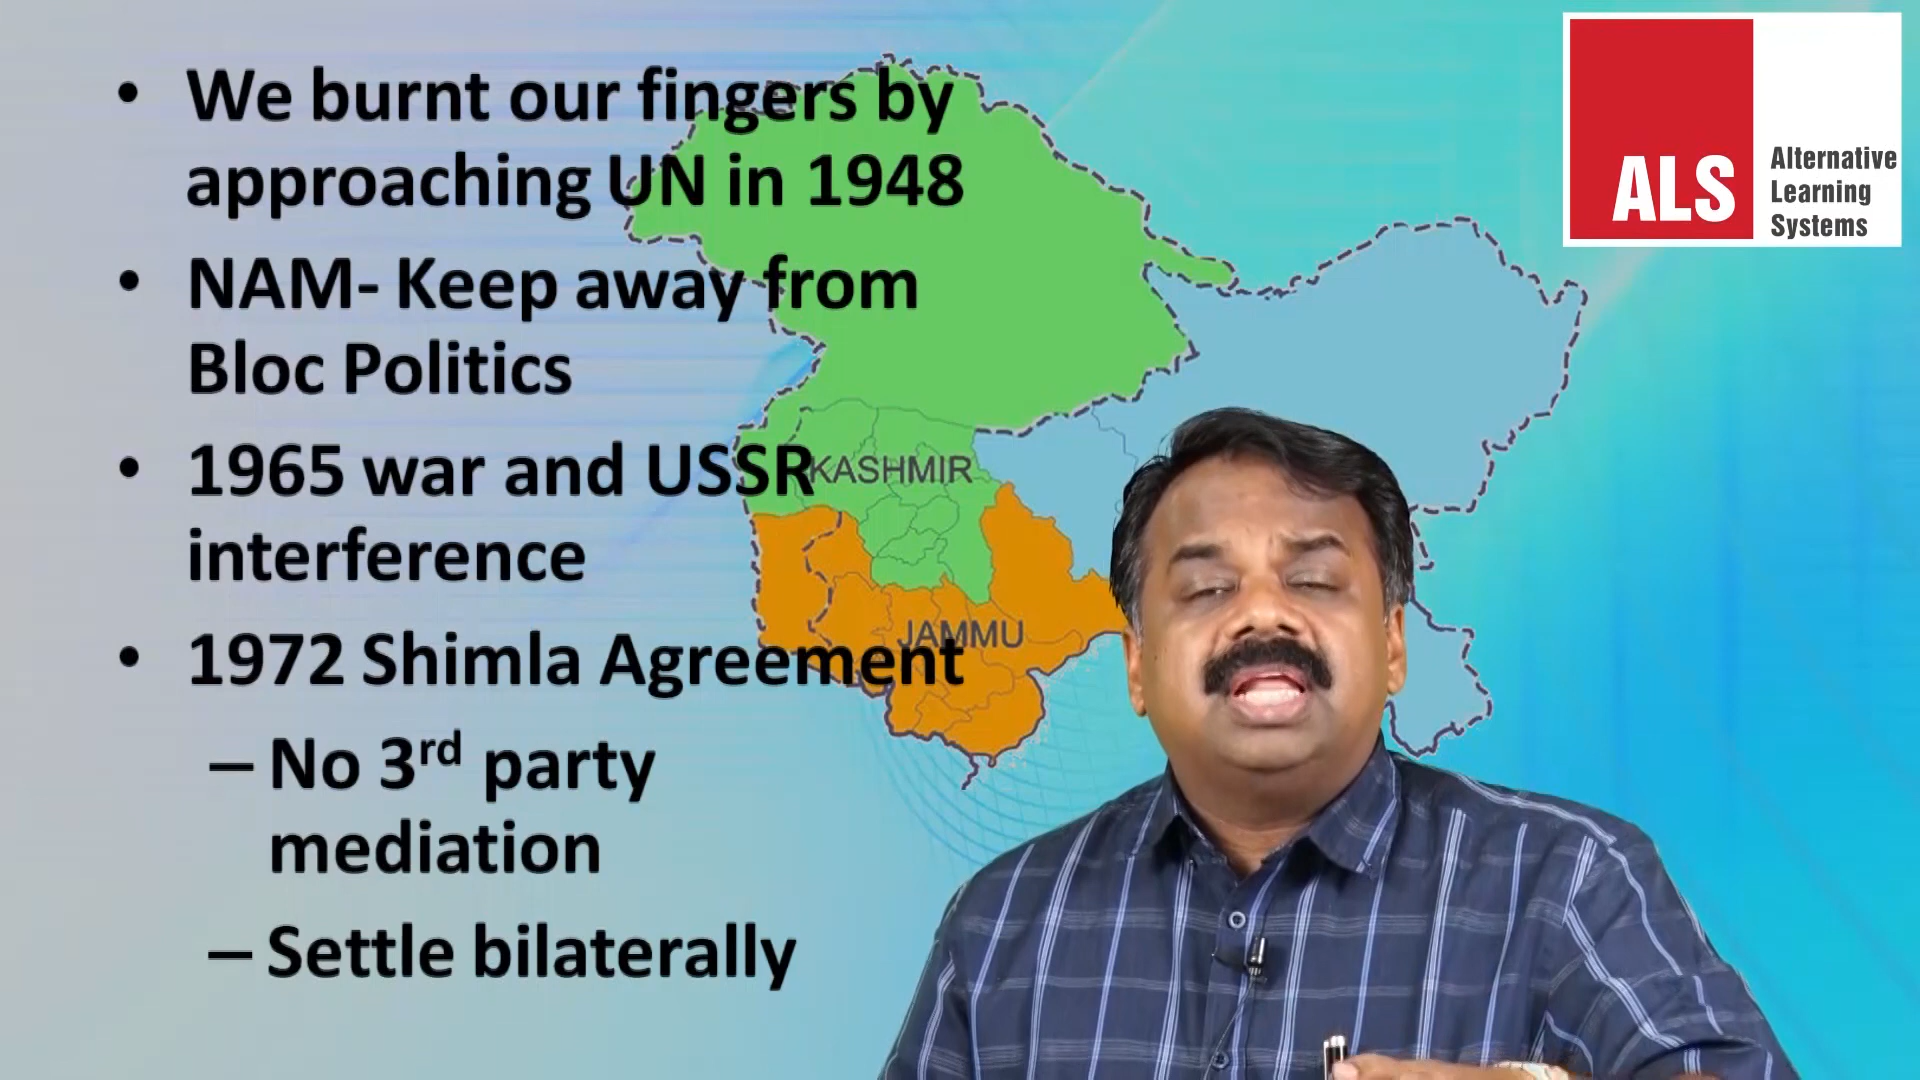 • We burnt our fingers by
approaching UN in 1948
• NAM- Keep away from
Bloc Politics
• 1965 war and USSR
interference
• 1972 Shimla Agreement
– No 3rd party
mediation
– Settle bilaterally
KASHMIR
JAMMU
ALS
Alternative
Learning
Systems